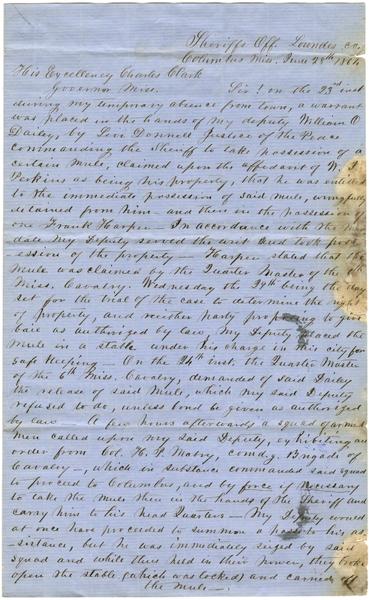 Sheriffs Off. Lowndes co.
Columbus Miss. June 28th 1864
His Excellency Charles Clark
Governor Miss. Sir! on the 23rd inst
during my temporary absence from town, a warrant
was placed in the hands of my deputy William O
Dailey, by Levi Donnell Justice of the Peace
commanding the Sheriff to take possession of a
certain mule, claimed upon the affidavit of W.
Perkins as being his property, that he was entitled
to the immediate possession of said mule, wrongfully
detained from him and there in the possession of
one Frank Harper — In accordance with the man
date my Deputy served the writ and took poss-
ession of the property — Harper stated that the
mule was claimed by the Quarter Master of the 6th
Miss. Cavalry. Wednesday the 29th being the day
set for the trial of the case to determine the right
of property, and neither party proposing to give
bail as authorized by law. My Deputy placed the
mule in a stable under his charge in this city for
safe keeping. On the 24th inst. the Quarter Master
of the 6th Miss. Cavalry, demanded of said Dailey
the release of said mule, which my said Deputy
refused to do, unless bond be given as authorized
by law. A few hours afterwards a squad of armed
men called upon my said Deputy, exhibiting an
order from Col. H. P. Mabry, comdg. Brigade of
Cavalry —, which in substance commanded said squad
to proceed to Columbus, and by force if necessary
to take the mule then in the hands of the Sheriff and
carry him to his Head Quarters — My Deputy would
at once have proceeded to summon a posse to his as
-sistance, but he was immediately seized by said
squad and while thus held in their power, they broke
open the stable (which was locked) and carried off
the mule —.